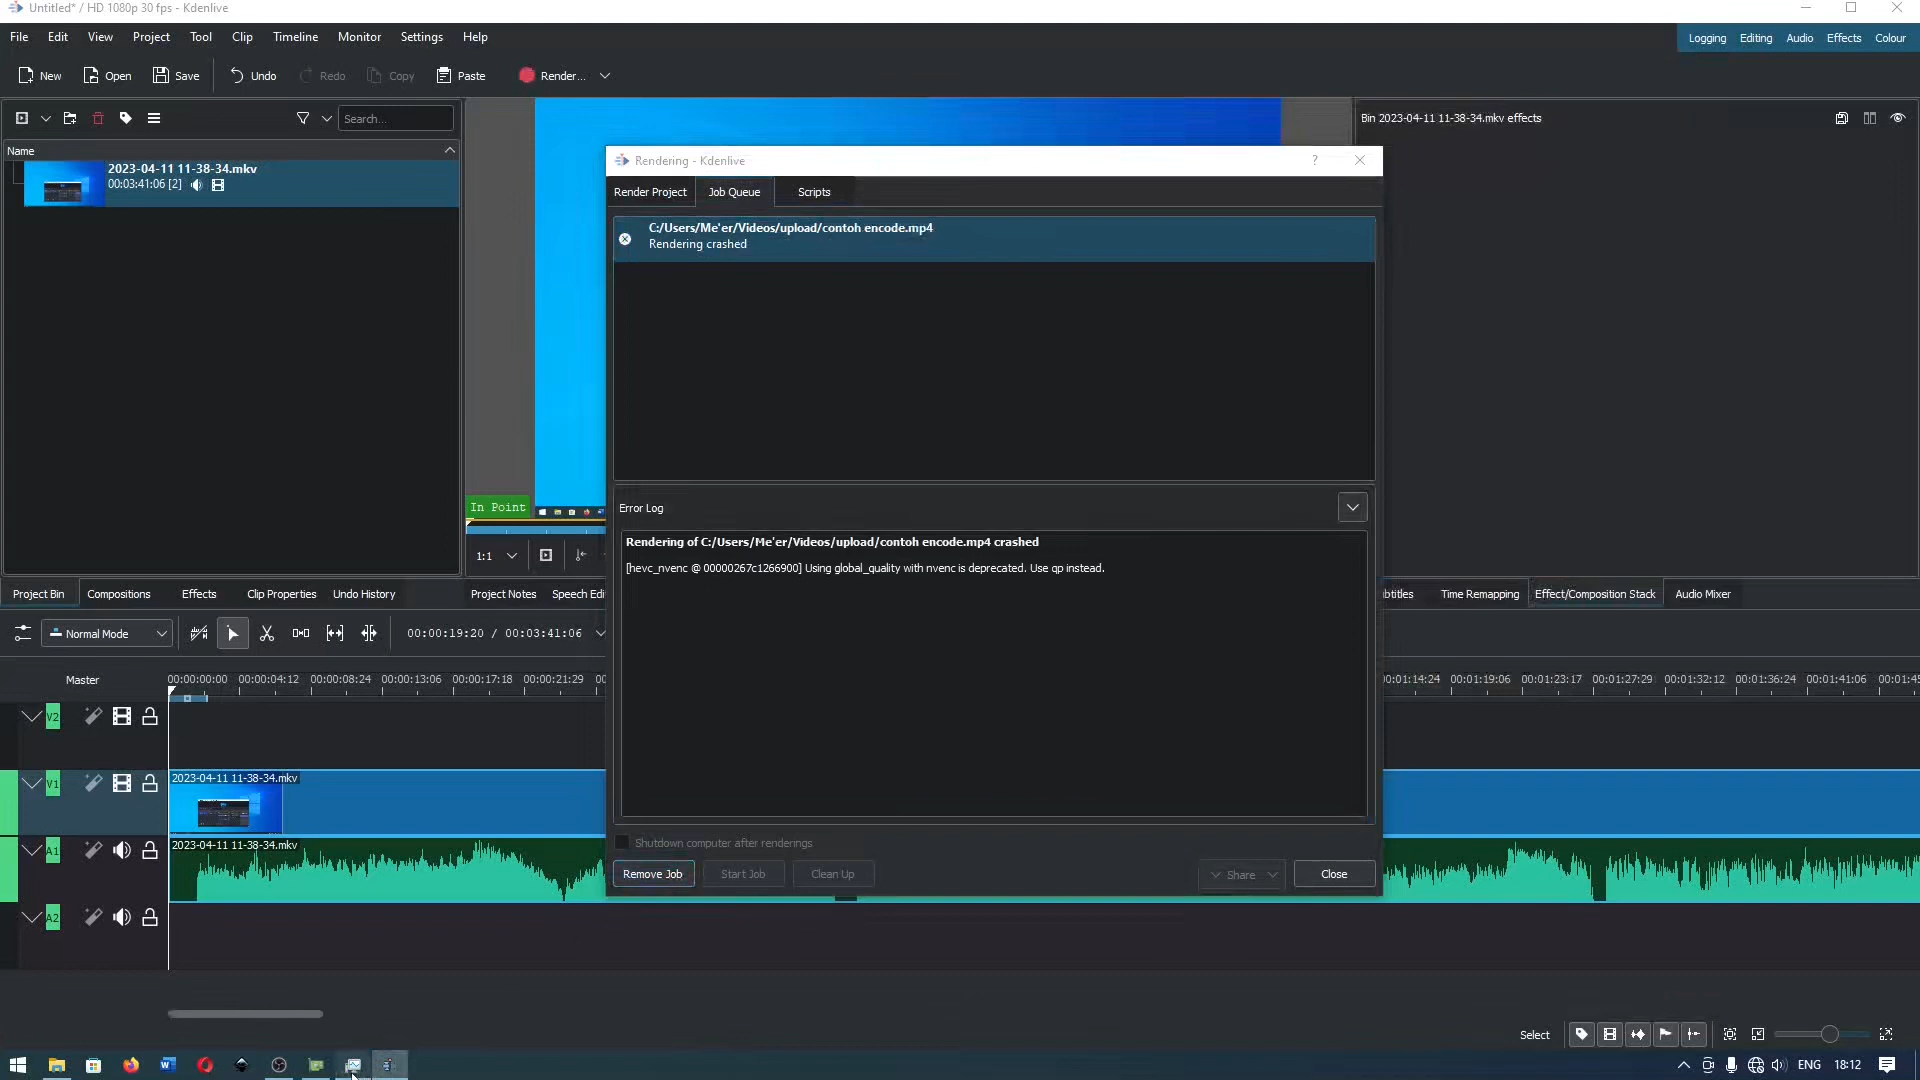 Untitled* / HD 1080p 30 fps - Kdenlive
File Edit View Project Tool Clip Timeline Monitor Settings Help
Logging Editing Audio Effects Colour
New Open Save Undo Redo Copy Paste Render...
Search...
Bin 2023-04-11 11-38-34.mkv effects
Name
2023-04-11 11-38-34.mkv
00:03:41:06 [2]
Rendering - Kdenlive
?
Render Project Job Queue Scripts
C:/Users/Me'er/Videos/upload/contoh encode.mp4
Rendering crashed
In Point
Error Log
Rendering of C:/Users/Me'er/Videos/upload/contoh encode.mp4 crashed
[hevc_nvenc @ 00000267c1266900] Using global_quality with nvenc is deprecated. Use qp instead.
1:1
Project Bin Compositions Effects Clip Properties Undo History
Project Notes Speech Edi
btitles Time Remapping Effect/Composition Stack Audio Mixer
Normal Mode
00:00:19:20 / 00:03:41:06
Master
00:00:00:00 00:00:04:12 00:00:08:24 00:00:13:06 00:00:17:18 00:00:21:29 00
00:01:14:24 00:01:19:06 00:01:23:17 00:01:27:29 00:01:32:12 00:01:36:24 00:01:41:06 00:01:45
V2
V1
2023-04-11 11-38-34.mkv
A1
2023-04-11 11-38-34.mkv
A2
Shutdown computer after renderings
Remove Job Start Job Clean Up Share Close
Select
ENG 18:12